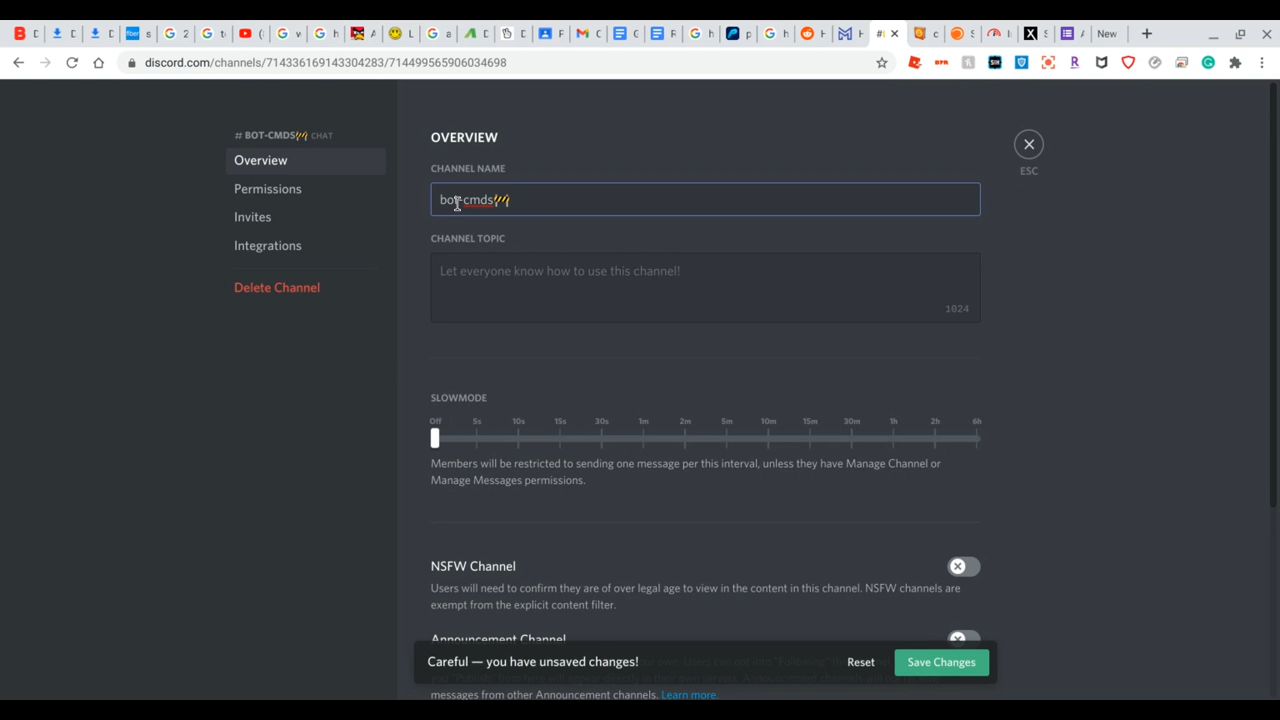 discord.com/channels/714336169143304283/714499565906034698
New
# BOT-CMDS🚧 CHAT
Overview
Permissions
Invites
Integrations
Delete Channel
OVERVIEW
CHANNEL NAME
bot-cmds🚧
CHANNEL TOPIC
Let everyone know how to use this channel!
1024
ESC
SLOWMODE
Off 5s 10s 15s 30s 1m 2m 5m 10m 15m 30m 1h 2h 6h
Members will be restricted to sending one message per this interval, unless they have Manage Channel or
Manage Messages permissions.
NSFW Channel
Users will need to confirm they are of over legal age to view in the content in this channel. NSFW channels are
exempt from the explicit content filter.
Announcement Channel
Careful — you have unsaved changes!
Reset
Save Changes
messages from other Announcement channels. Learn more.